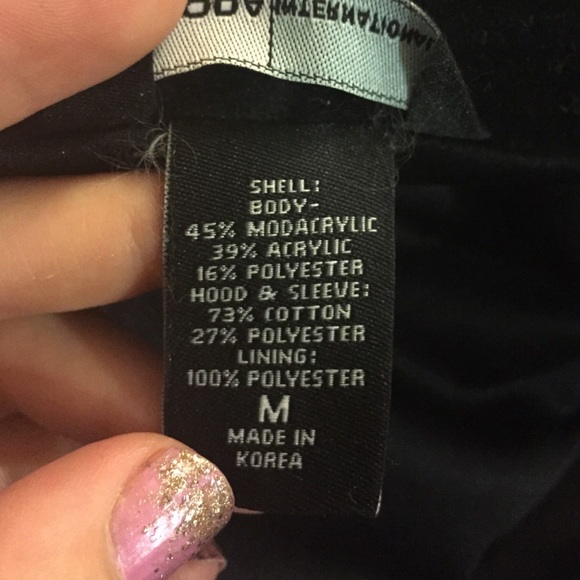 INTERNATIONAL
SHELL:
BODY-
45% MODACRYLIC
39% ACRYLIC
16% POLYESTER
HOOD & SLEEVE:
73% COTTON
27% POLYESTER
LINING:
100% POLYESTER
M
MADE IN
KOREA